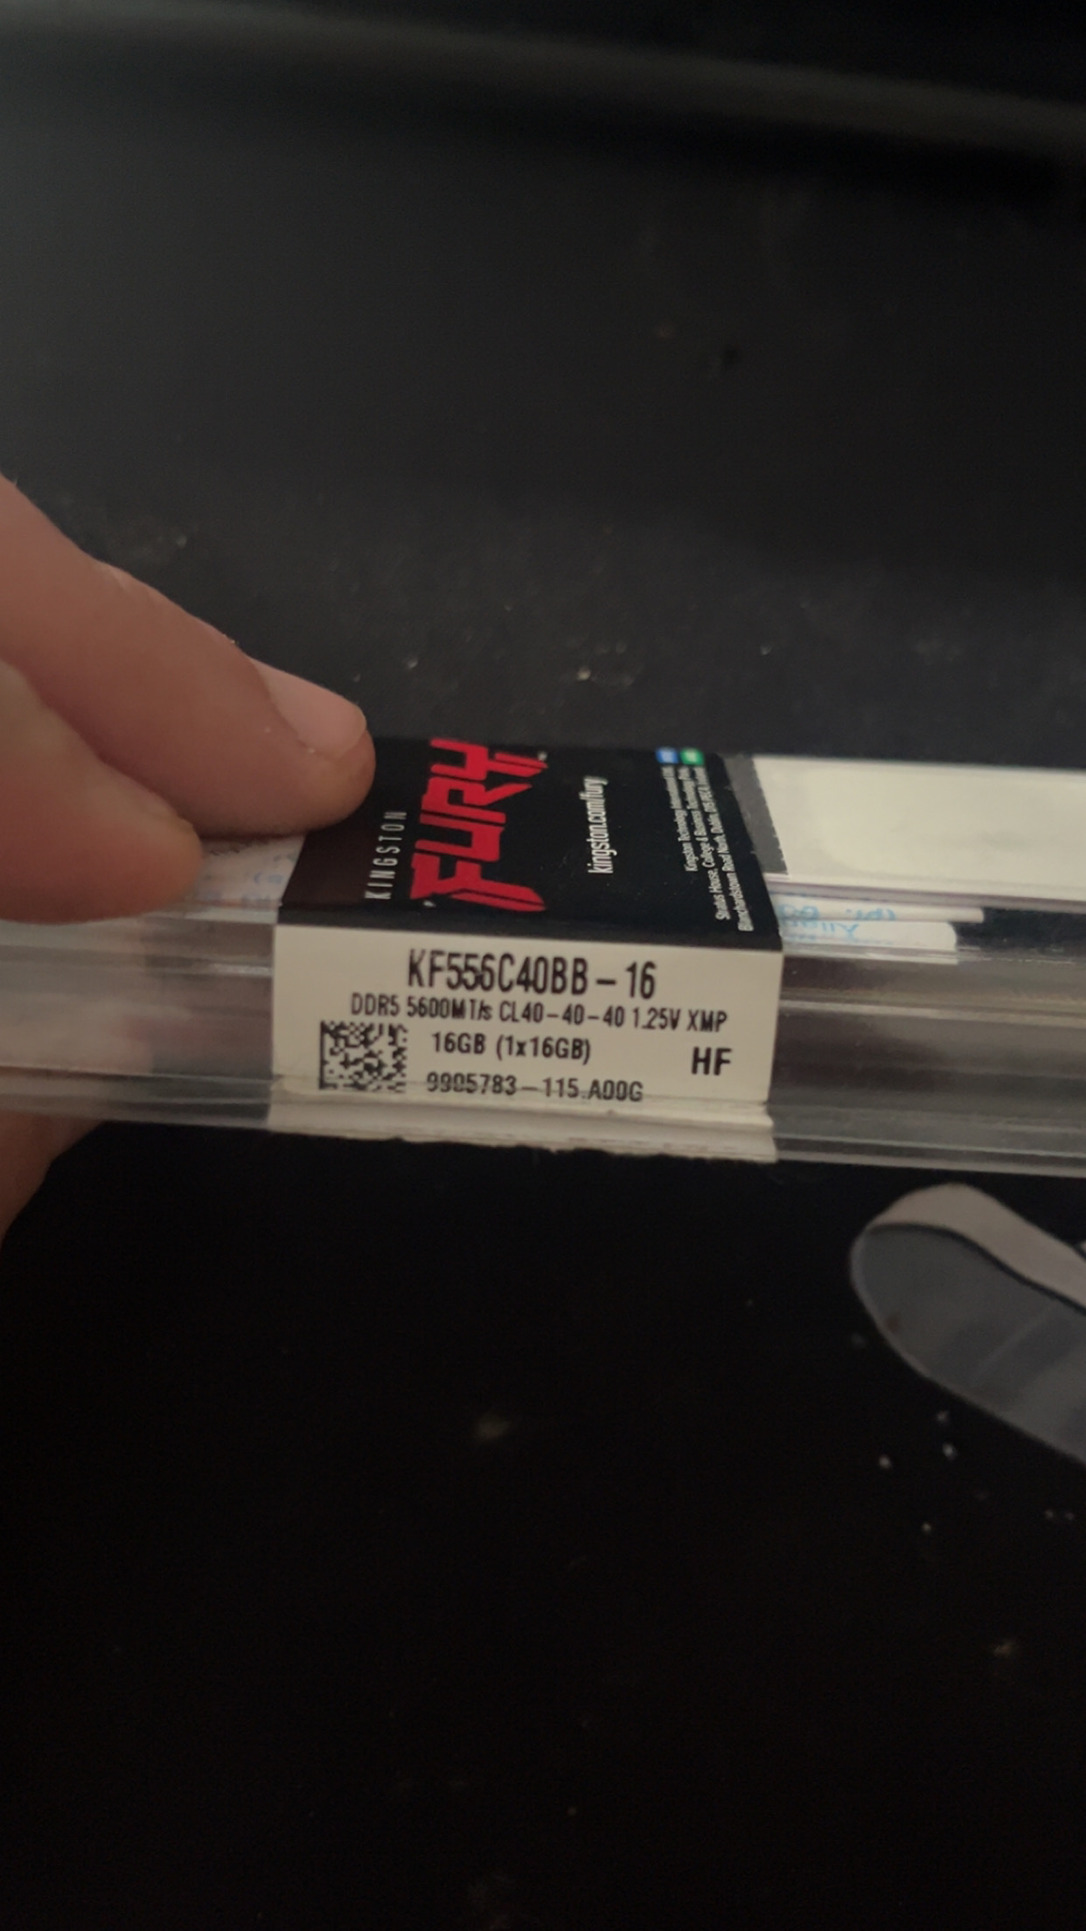 KINGSTON
FURY
kingston.com/fury
KF556C40BB-16
DDR5 5600MT/s CL40-40-40 1.25V XMP
16GB (1x16GB)
HF
9905783-115.A00G